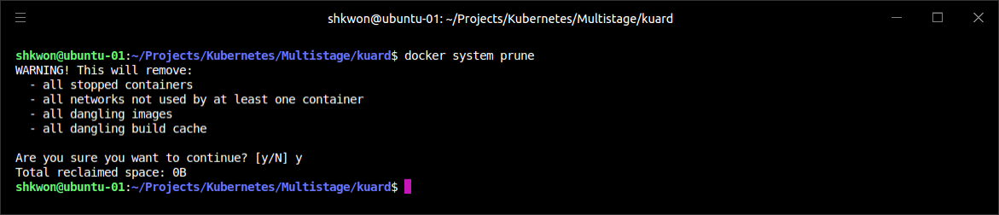 shkwon@ubuntu-01: ~/Projects/Kubernetes/Multistage/kuard
shkwon@ubuntu-01:~/Projects/Kubernetes/Multistage/kuard$ docker system prune
WARNING! This will remove:
  - all stopped containers
  - all networks not used by at least one container
  - all dangling images
  - all dangling build cache
Are you sure you want to continue? [y/N] y
Total reclaimed space: 0B
shkwon@ubuntu-01:~/Projects/Kubernetes/Multistage/kuard$